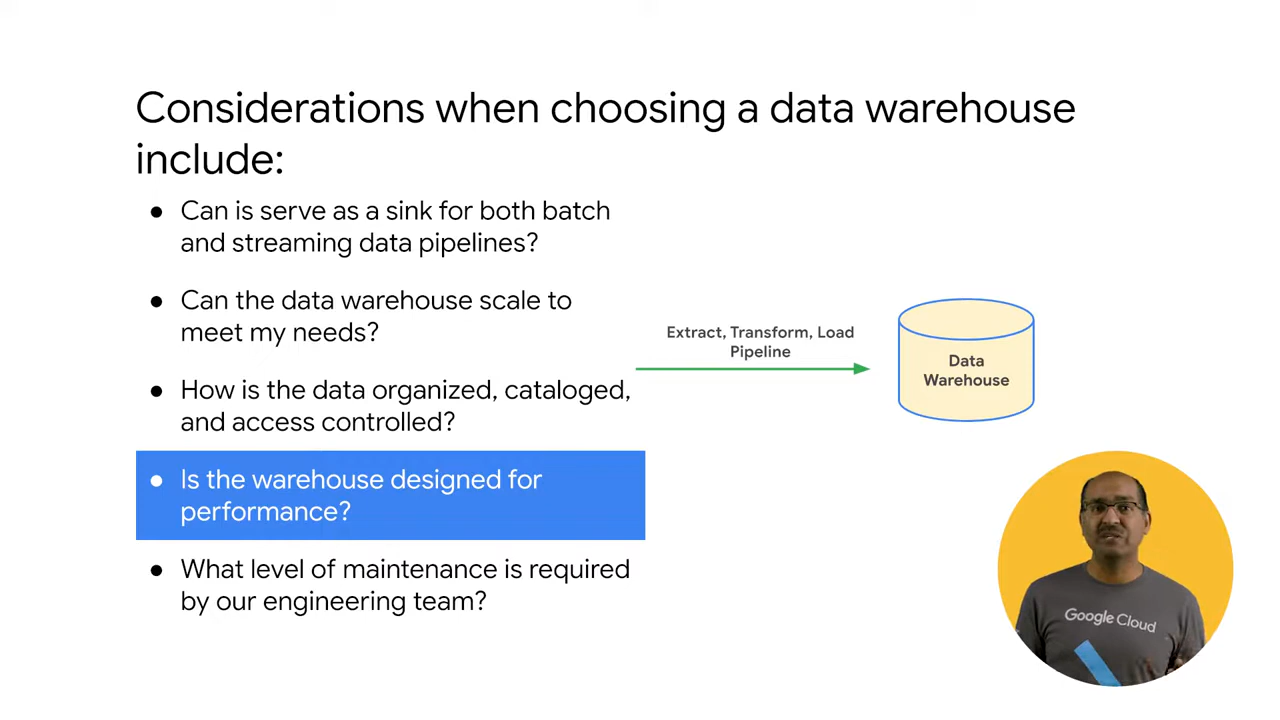 Considerations when choosing a data warehouse
include:
● Can is serve as a sink for both batch
and streaming data pipelines?
● Can the data warehouse scale to
meet my needs?
● How is the data organized, cataloged,
and access controlled?
● Is the warehouse designed for
performance?
● What level of maintenance is required
by our engineering team?
Extract, Transform, Load
Pipeline
Data
Warehouse
Google Cloud